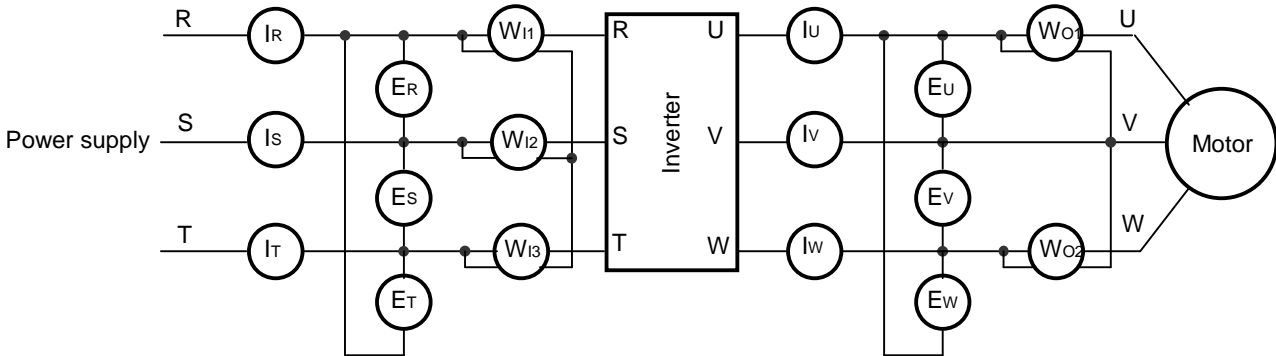 R IR WI1 R U IU WO1 U
ER EU
Power supply S IS WI2 S Inverter V IV V Motor
ES EV
T IT WI3 T W IW WO2 W
ET EW